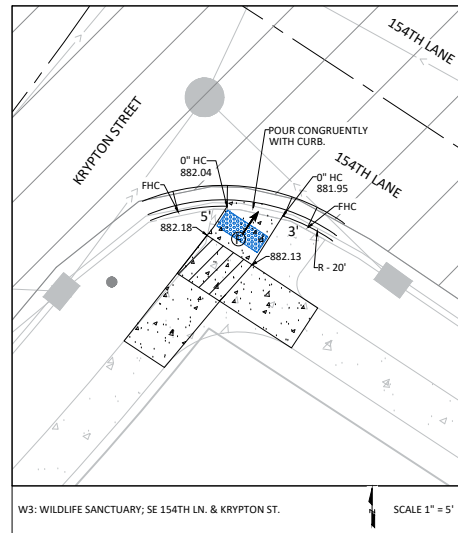 154TH LANE
KRYPTON STREET
POUR CONGRUENTLY
WITH CURB.
0" HC
882.04
154TH LANE
0" HC
881.95
FHC
FHC
5'
3'
882.18
882.13
R - 20'
W3: WILDLIFE SANCTUARY; SE 154TH LN. & KRYPTON ST.
SCALE 1" = 5'